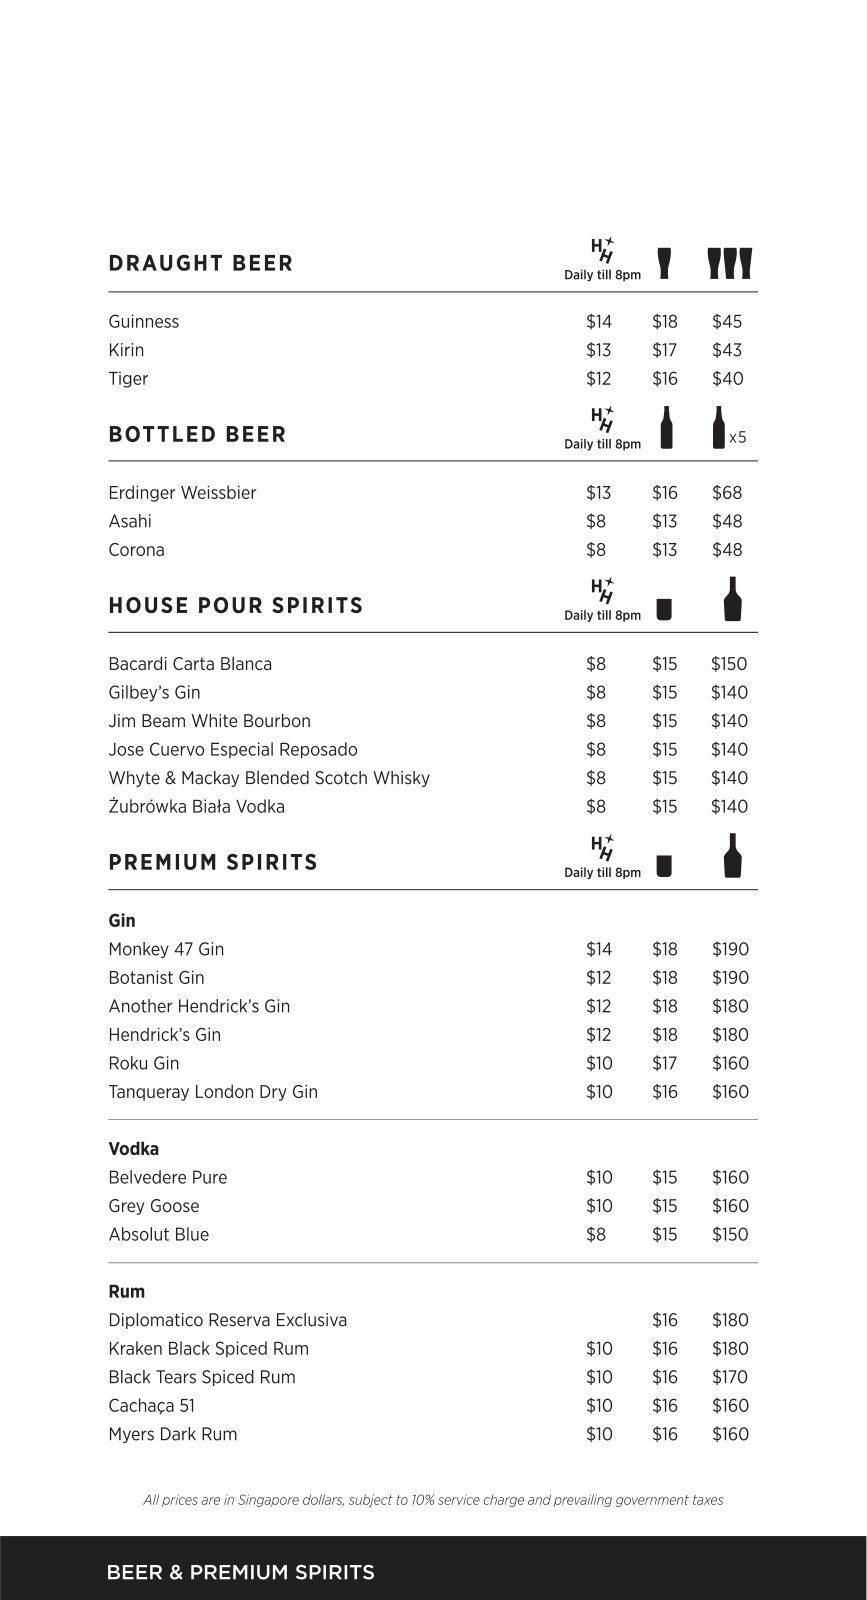 DRAUGHT BEER HH Daily till 8pm
Guinness $14 $18 $45
Kirin $13 $17 $43
Tiger $12 $16 $40
BOTTLED BEER HH Daily till 8pm x5
Erdinger Weissbier $13 $16 $68
Asahi $8 $13 $48
Corona $8 $13 $48
HOUSE POUR SPIRITS HH Daily till 8pm
Bacardi Carta Blanca $8 $15 $150
Gilbey’s Gin $8 $15 $140
Jim Beam White Bourbon $8 $15 $140
Jose Cuervo Especial Reposado $8 $15 $140
Whyte & Mackay Blended Scotch Whisky $8 $15 $140
Żubrówka Biała Vodka $8 $15 $140
PREMIUM SPIRITS HH Daily till 8pm
Gin
Monkey 47 Gin $14 $18 $190
Botanist Gin $12 $18 $190
Another Hendrick’s Gin $12 $18 $180
Hendrick’s Gin $12 $18 $180
Roku Gin $10 $17 $160
Tanqueray London Dry Gin $10 $16 $160
Vodka
Belvedere Pure $10 $15 $160
Grey Goose $10 $15 $160
Absolut Blue $8 $15 $150
Rum
Diplomatico Reserva Exclusiva $16 $180
Kraken Black Spiced Rum $10 $16 $180
Black Tears Spiced Rum $10 $16 $170
Cachaça 51 $10 $16 $160
Myers Dark Rum $10 $16 $160
All prices are in Singapore dollars, subject to 10% service charge and prevailing government taxes
BEER & PREMIUM SPIRITS